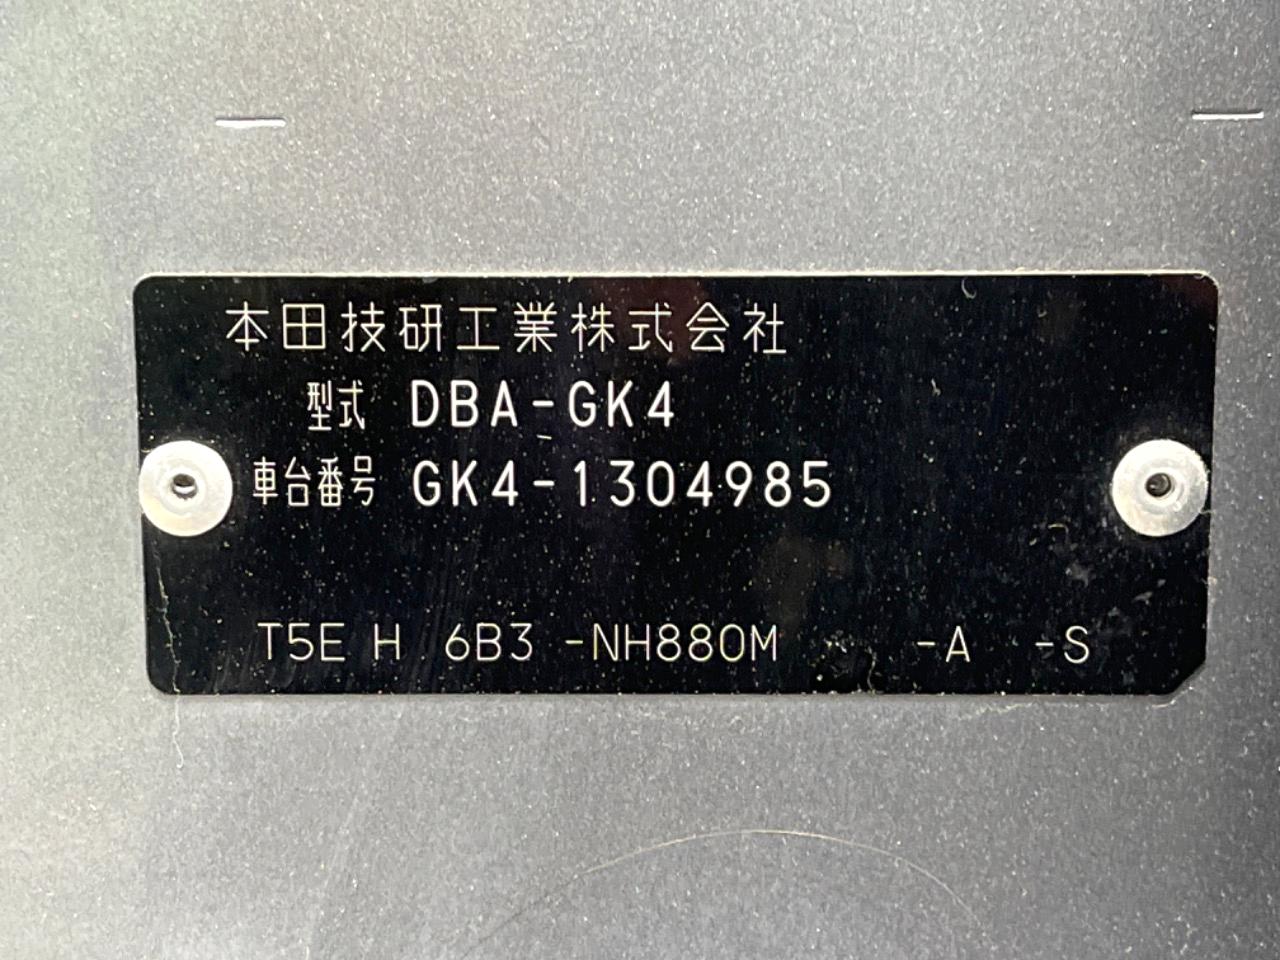 本田技研工業株式会社
型式 DBA-GK4
車台番号 GK4-1304985
T5E H 6B3 -NH880M -A -S